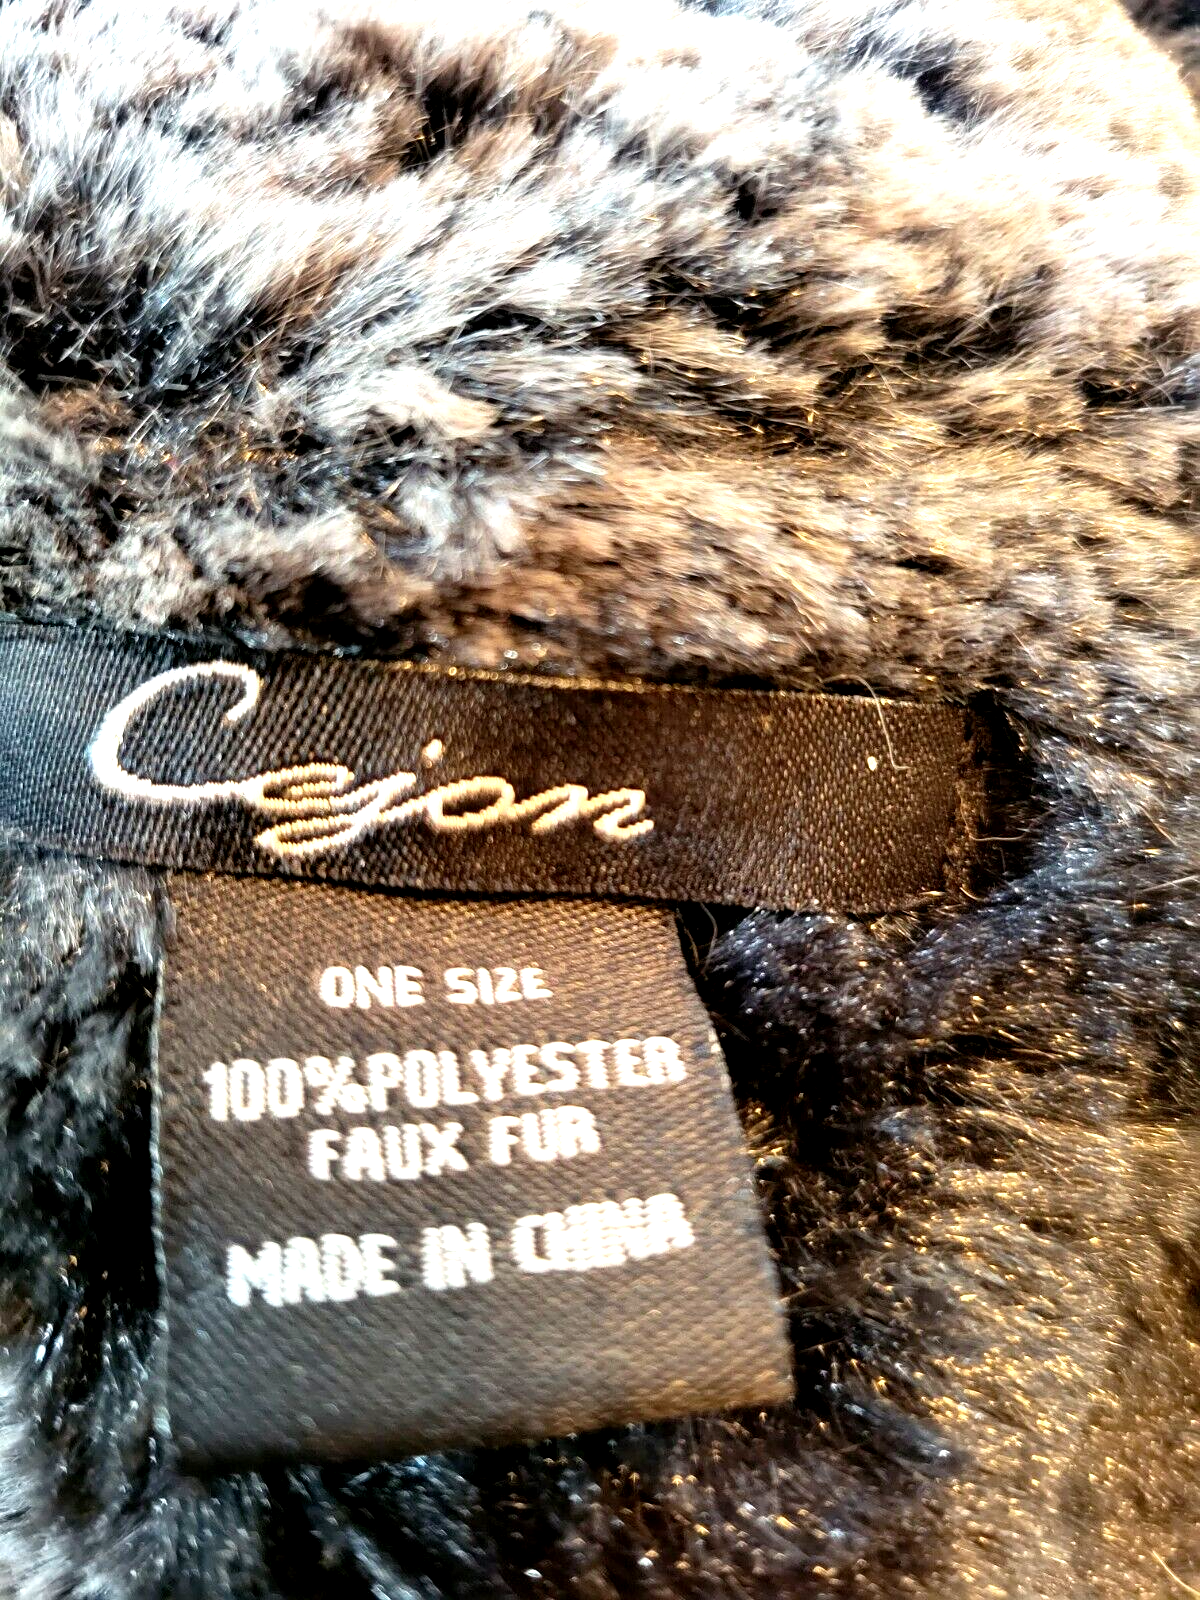 Cejon
ONE SIZE
100%POLYESTER
FAUX FUR
MADE IN CHINA